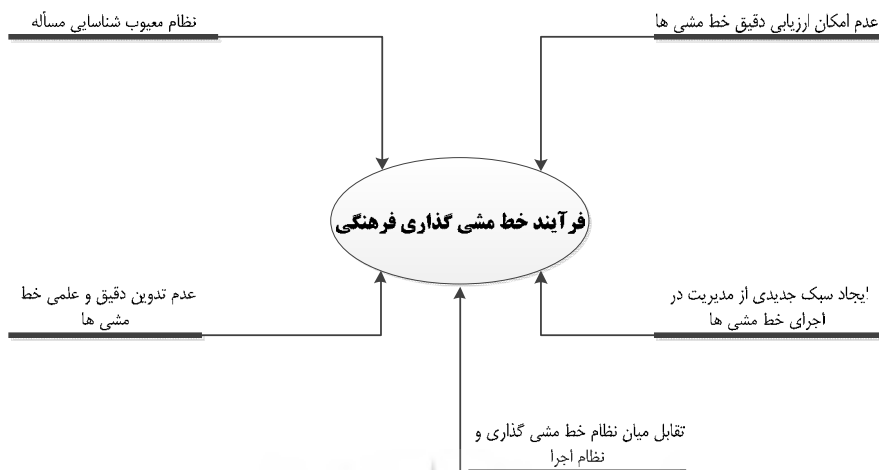 عدم امکان ارزیابی دقیق خط مشی ها
نظام معیوب شناسایی مسأله
فرآیند خط مشی گذاری فرهنگی
ایجاد سبک جدیدی از مدیریت در
اجرای خط مشی ها
عدم تدوین دقیق و علمی خط
مشی ها
تقابل میان نظام خط مشی گذاری و
نظام اجرا